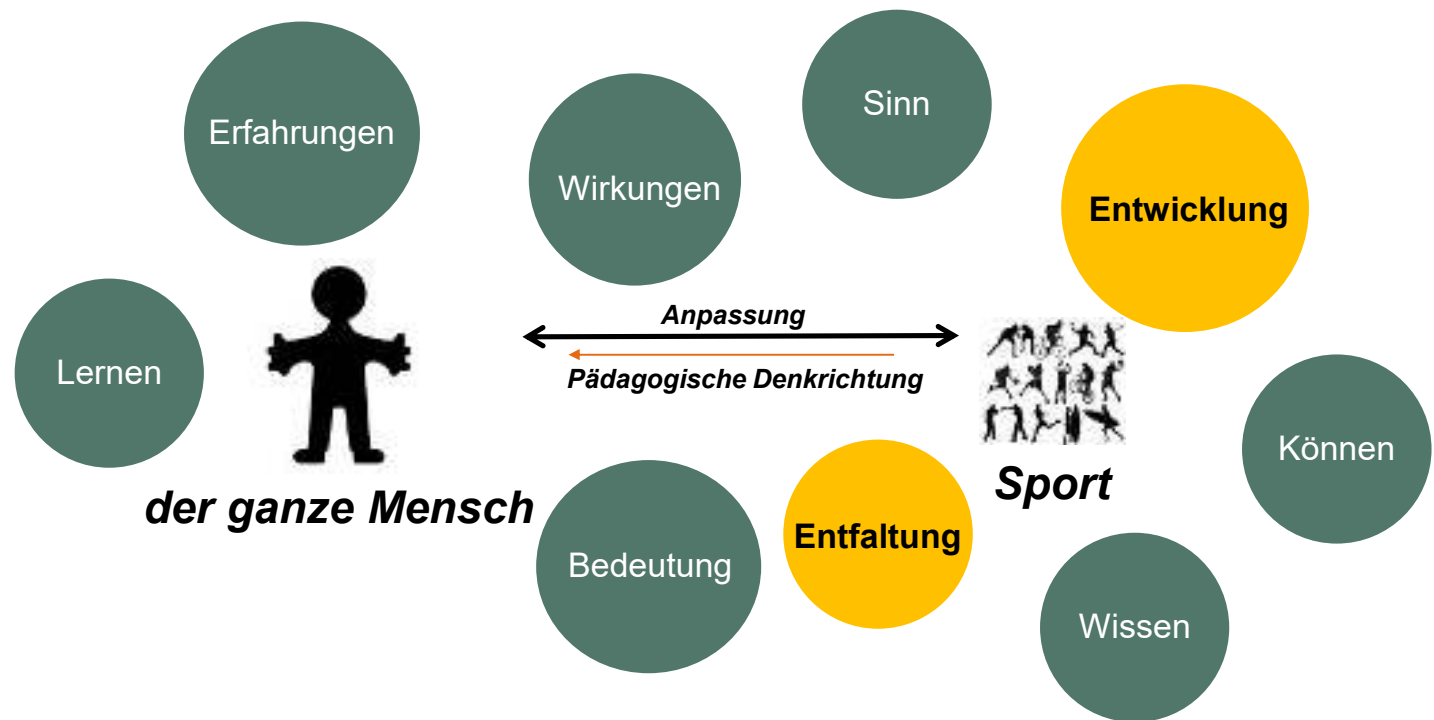 Sinn
Erfahrungen
Wirkungen
Entwicklung
Anpassung
Lernen
Pädagogische Denkrichtung
Können
Sport
der ganze Mensch
Entfaltung
Bedeutung
Wissen